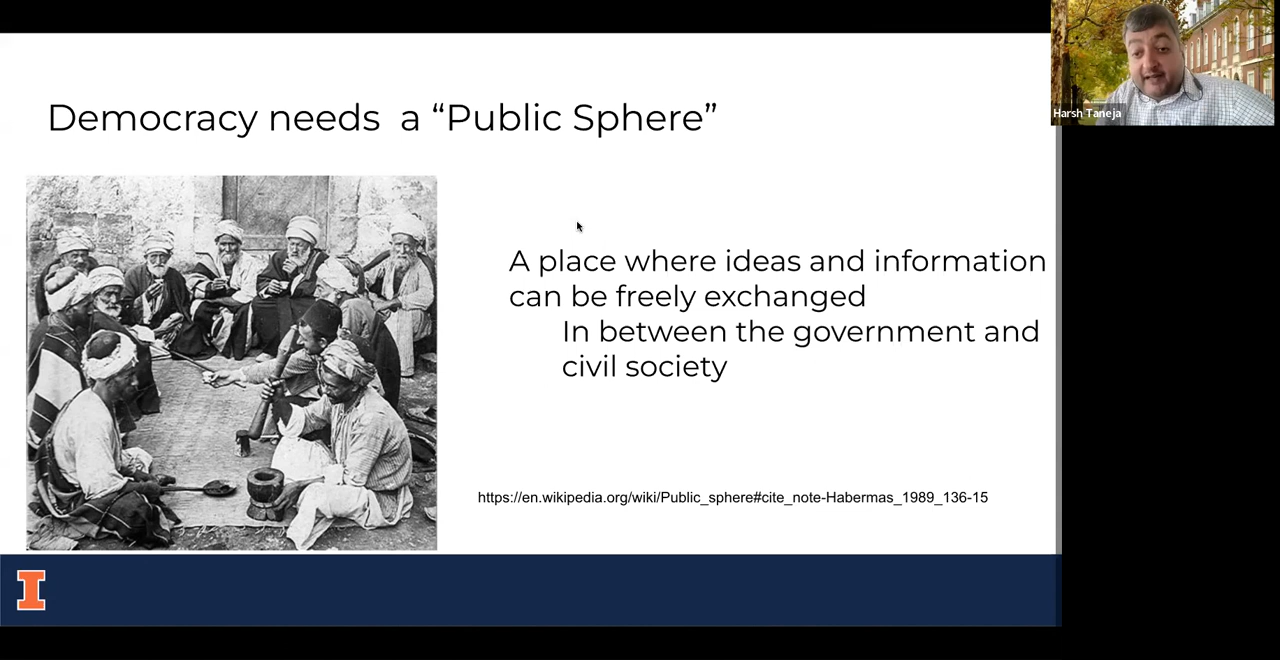 Democracy needs  a “Public Sphere”
A place where ideas and information
can be freely exchanged
In between the government and
civil society
https://en.wikipedia.org/wiki/Public_sphere#cite_note-Habermas_1989_136-15
Harsh Taneja
I